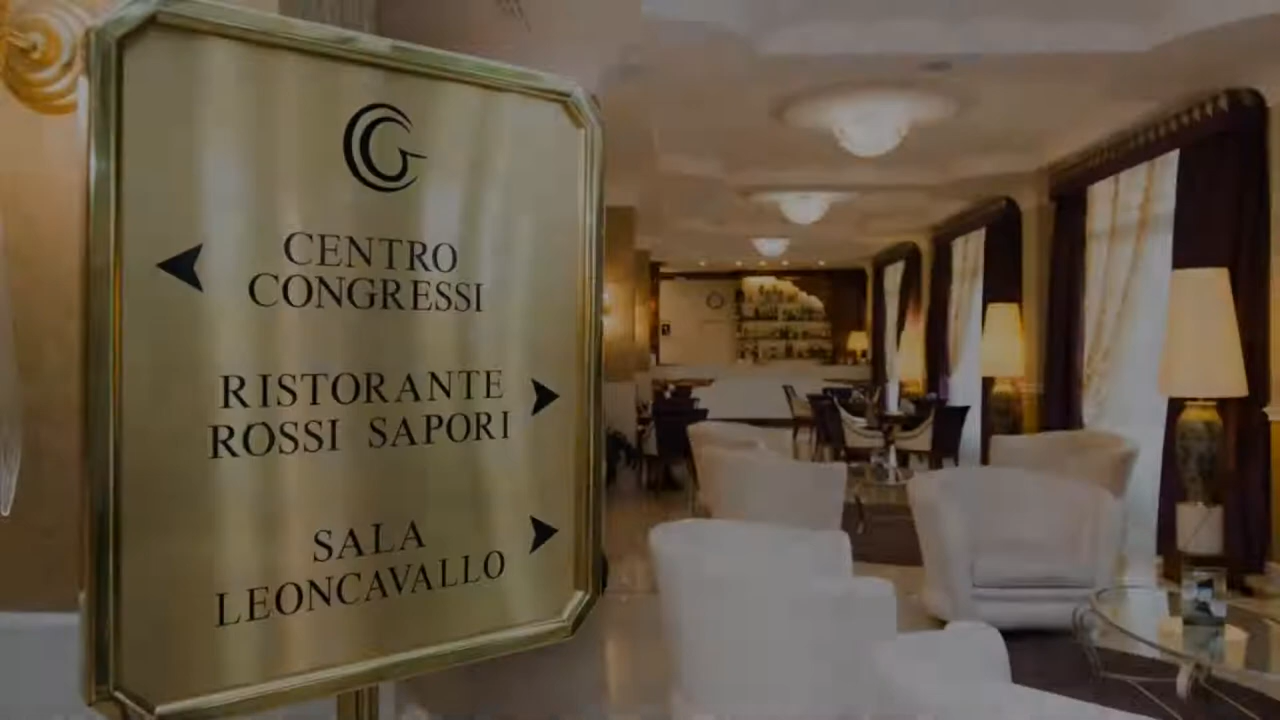 CENTRO
CONGRESSI
RISTORANTE
ROSSI SAPORI
SALA
LEONCAVALLO